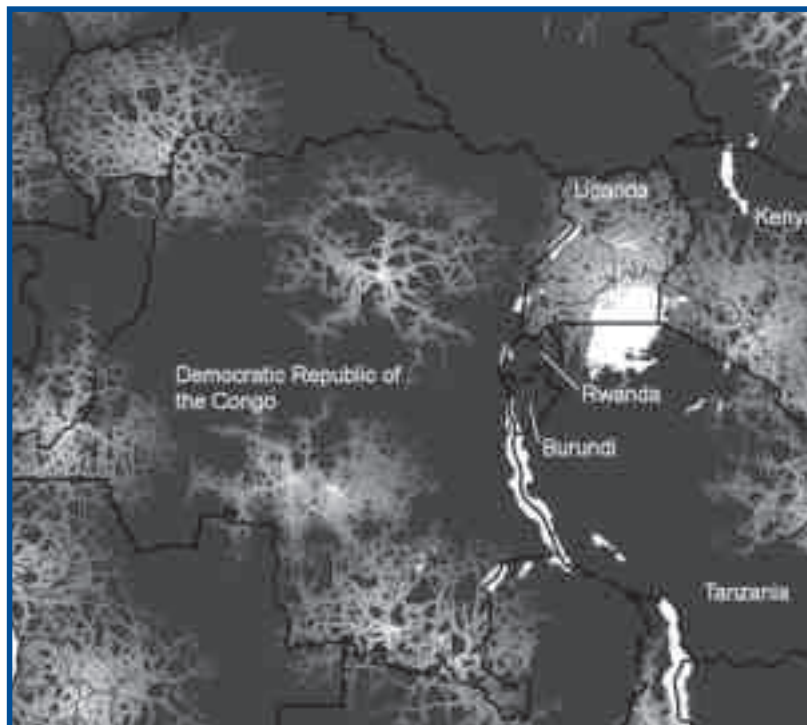 Uganda
Kenya
Democratic Republic of
the Congo
Rwanda
Burundi
Tanzania